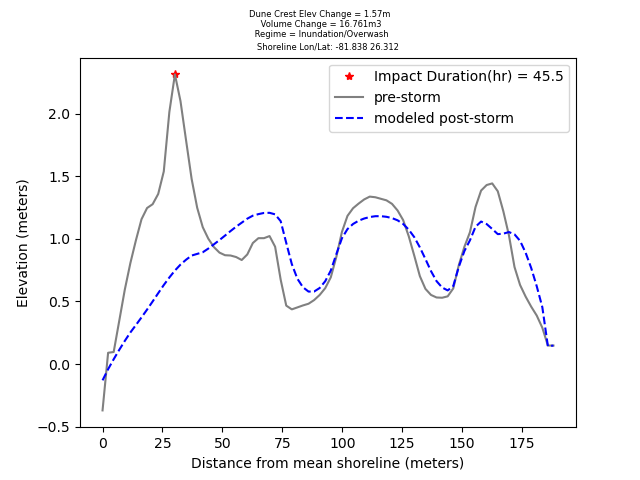 Dune Crest Elev Change = 1.57m
Volume Change = 16.761m3
Regime = Inundation/Overwash
Shoreline Lon/Lat: -81.838 26.312
Impact Duration(hr) = 45.5
pre-storm
modeled post-storm
Elevation (meters)
2.0
1.5
1.0
0.5
0.0
−0.5
0 25 50 75 100 125 150 175
Distance from mean shoreline (meters)